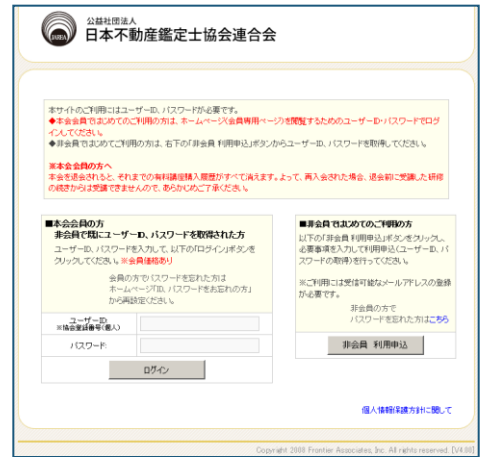 公益社団法人
日本不動産鑑定士協会連合会
本サイトのご利用にはユーザーID、パスワードが必要です。
◆本会会員ではじめてのご利用の方は、ホームページ(会員専用ページ)を閲覧するためのユーザーID・パスワードでログ
インしてください。
◆非会員ではじめてご利用の方は、右下の「非会員 利用申込」ボタンからユーザーID、パスワードを取得してください。
※本会会員の方へ
本会を退会されると、それまでの有料講座購入履歴がすべて消えます。よって、再入会された場合、退会前に受講した研修
の続きからは受講できませんので、あらかじめご了承ください。
■本会会員の方
非会員で既にユーザーID、パスワードを取得された方
ユーザーID、パスワードを入力して、以下の「ログイン」ボタンを
クリックしてください。※会員価格あり
会員の方でパスワードを忘れた方は
ホームページ「ID、パスワードをお忘れの方」
から再設定ください。
ユーザーID:
※協会登録番号(個人)
パスワード:
ログイン
■非会員ではじめてのご利用の方
以下の「非会員 利用申込」ボタンをクリックし、
必要事項を入力して利用申込(ユーザーID、パ
スワードの取得)を行ってください。
※ご利用には受信可能なメールアドレスの登録
が必要です。
非会員の方で
パスワードを忘れた方はこちら
非会員 利用申込
個人情報保護方針に関して
Copyright 2008 Frontier Associates, Inc. All rights reserved. [V4.00]